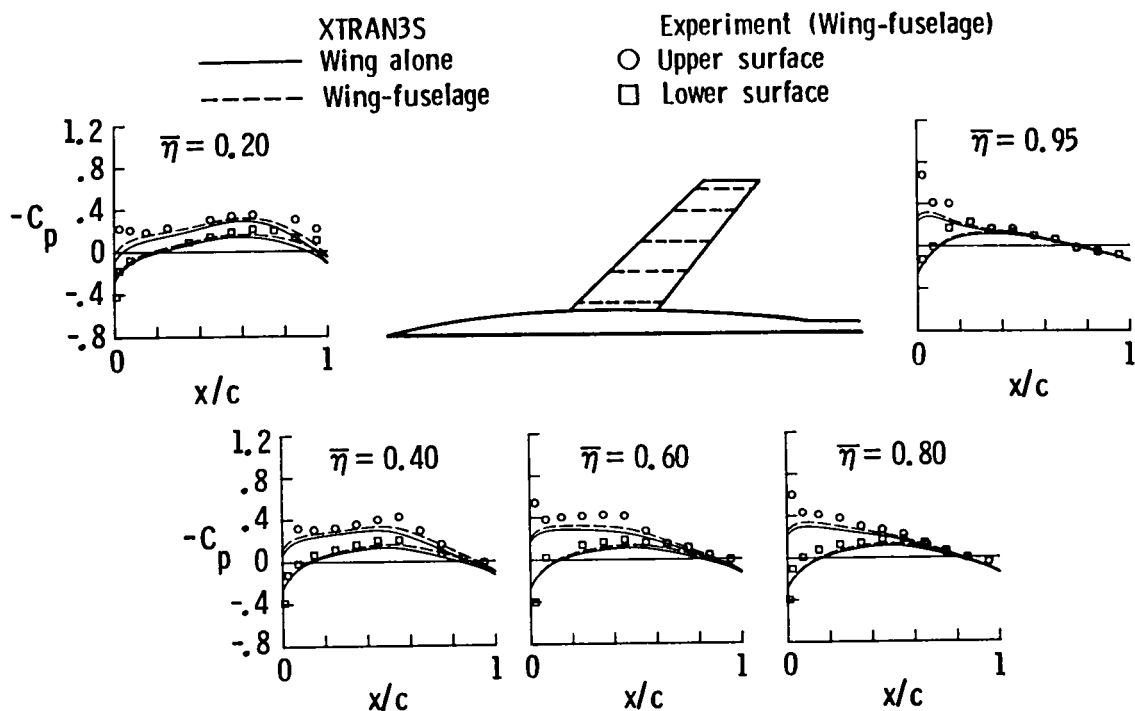 XTRAN3S
Wing alone
Wing-fuselage
Experiment (Wing-fuselage)
Upper surface
Lower surface
η̅ = 0.20
1.2
.8
.4
0
-.4
-.8
-Cp
0
1
x/c
η̅ = 0.95
0
1
x/c
η̅ = 0.40
1.2
.8
.4
0
-.4
-.8
-Cp
0
1
x/c
η̅ = 0.60
0
1
x/c
η̅ = 0.80
0
1
x/c